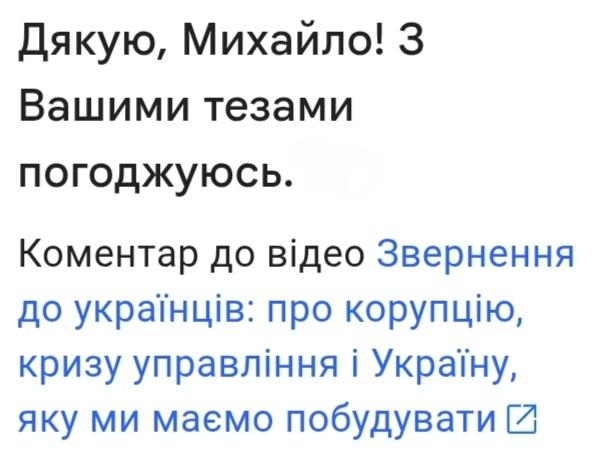 Дякую, Михайло! З
Вашими тезами
погоджуюсь.
Коментар до відео Звернення
до українців: про корупцію,
кризу управління і Україну,
яку ми маємо побудувати